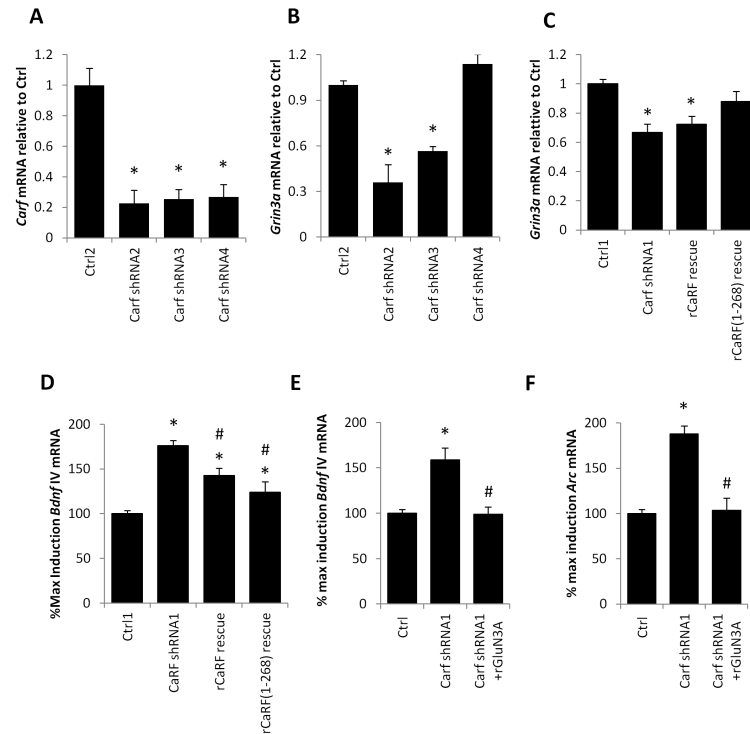 A
Carf mRNA relative to Ctrl
1.2
1
0.8
0.6
0.4
0.2
0
*
*
*
Ctrl2
Carf shRNA2
Carf shRNA3
Carf shRNA4
B
Grin3a mRNA relative to Ctrl
1.2
0.9
0.6
0.3
0
*
*
Ctrl2
Carf shRNA2
Carf shRNA3
Carf shRNA4
C
Grin3a mRNA relative to Ctrl
1.2
1
0.8
0.6
0.4
0.2
0
*
*
Ctrl1
Carf shRNA1
rCaRF rescue
rCaRF(1-268) rescue
D
%Max Induction Bdnf IV mRNA
200
150
100
50
0
*
#
*
#
*
Ctrl1
CaRF shRNA1
rCaRF rescue
rCaRF(1-268) rescue
E
% max induction Bdnf IV mRNA
200
150
100
50
0
*
#
Ctrl
Carf shRNA1
Carf shRNA1
+rGluN3A
F
% max induction Arc mRNA
200
150
100
50
0
*
#
Ctrl
Carf shRNA1
Carf shRNA1
+rGluN3A